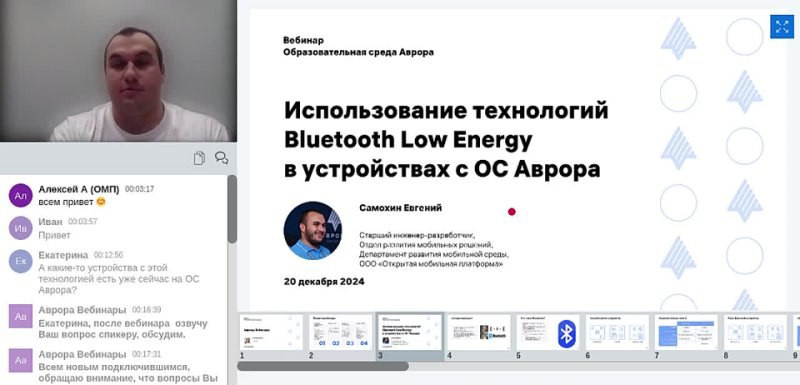 Вебинар
Образовательная среда Аврора
Использование технологий
Bluetooth Low Energy
в устройствах с ОС Аврора
Самохин Евгений
Старший инженер-разработчик,
Отдел развития мобильных решений,
Департамент развития мобильной среды,
ООО «Открытая мобильная платформа»
20 декабря 2024
Ал
Алексей А (ОМП) 00:03:17
всем привет 😊
Ив
Иван 00:03:57
Привет
Ек
Екатерина 00:12:56
А какие-то устройства с этой
технологией есть уже сейчас на ОС
Аврора?
Ав
Аврора Вебинары 00:16:39
Екатерина, после вебинара озвучу
Ваш вопрос спикеру, обсудим.
Ав
Аврора Вебинары 00:17:31
Всем новым подключившимся,
обращаю внимание, что вопросы Вы
1
2
3
4
5
6
7
8
9